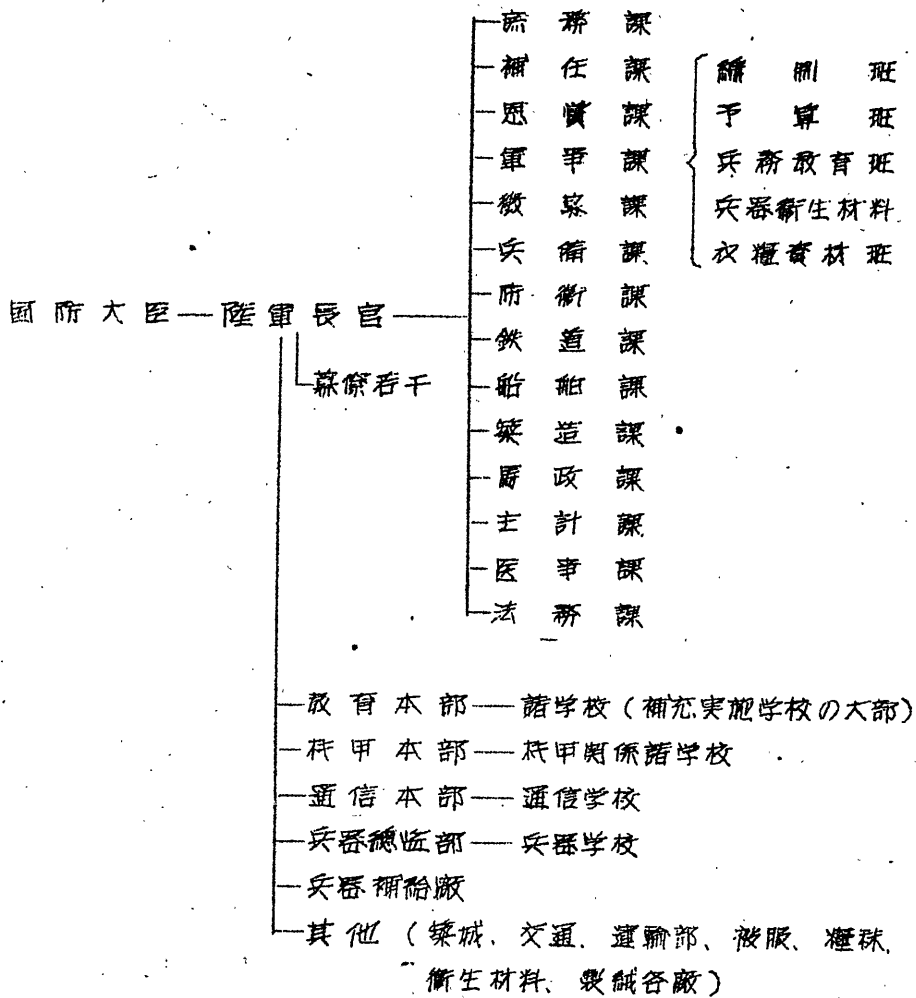 国防大臣―陸軍長官
幕僚若干
庶務課
補任課
恩賞課
軍事課
徴募課
兵備課
防衛課
鉄道課
船舶課
築造課
馬政課
主計課
医事課
法務課
編制班
予算班
兵務教育班
兵器衛生材料
衣糧資材班
教育本部―諸学校(補充実施学校の大部)
機甲本部―機甲関係諸学校
通信本部―通信学校
兵器総監部―兵器学校
兵器補給廠
其他(築城、交通、運輸部、被服、糧秣、
衛生材料、製絨各廠)